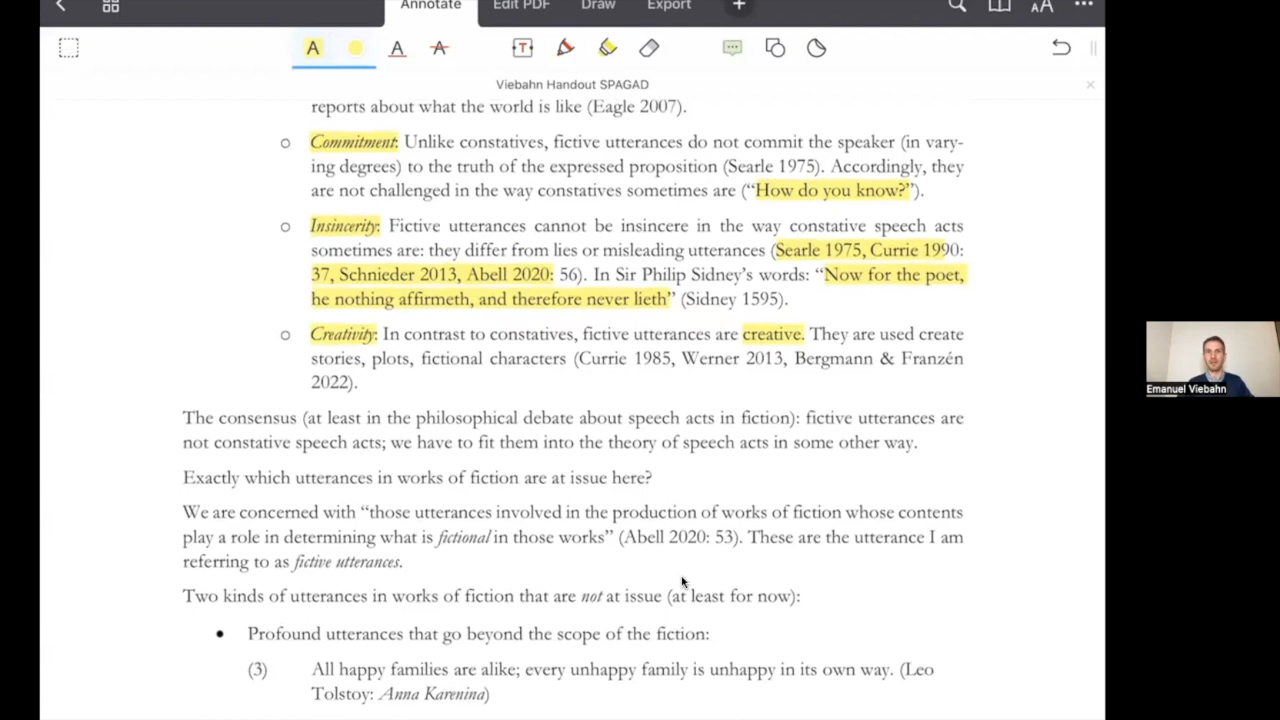 Annotate Edit PDF Draw Export +
Viebahn Handout SPAGAD
reports about what the world is like (Eagle 2007).
Commitment: Unlike constatives, fictive utterances do not commit the speaker (in vary-
ing degrees) to the truth of the expressed proposition (Searle 1975). Accordingly, they
are not challenged in the way constatives sometimes are (“How do you know?”).
Insincerity: Fictive utterances cannot be insincere in the way constative speech acts
sometimes are: they differ from lies or misleading utterances (Searle 1975, Currie 1990:
37, Schnieder 2013, Abell 2020: 56). In Sir Philip Sidney’s words: “Now for the poet,
he nothing affirmeth, and therefore never lieth” (Sidney 1595).
Creativity: In contrast to constatives, fictive utterances are creative. They are used create
stories, plots, fictional characters (Currie 1985, Werner 2013, Bergmann & Franzén
2022).
The consensus (at least in the philosophical debate about speech acts in fiction): fictive utterances are
not constative speech acts; we have to fit them into the theory of speech acts in some other way.
Exactly which utterances in works of fiction are at issue here?
We are concerned with “those utterances involved in the production of works of fiction whose contents
play a role in determining what is fictional in those works” (Abell 2020: 53). These are the utterance I am
referring to as fictive utterances.
Two kinds of utterances in works of fiction that are not at issue (at least for now):
• Profound utterances that go beyond the scope of the fiction:
(3) All happy families are alike; every unhappy family is unhappy in its own way. (Leo
Tolstoy: Anna Karenina)
Emanuel Viebahn